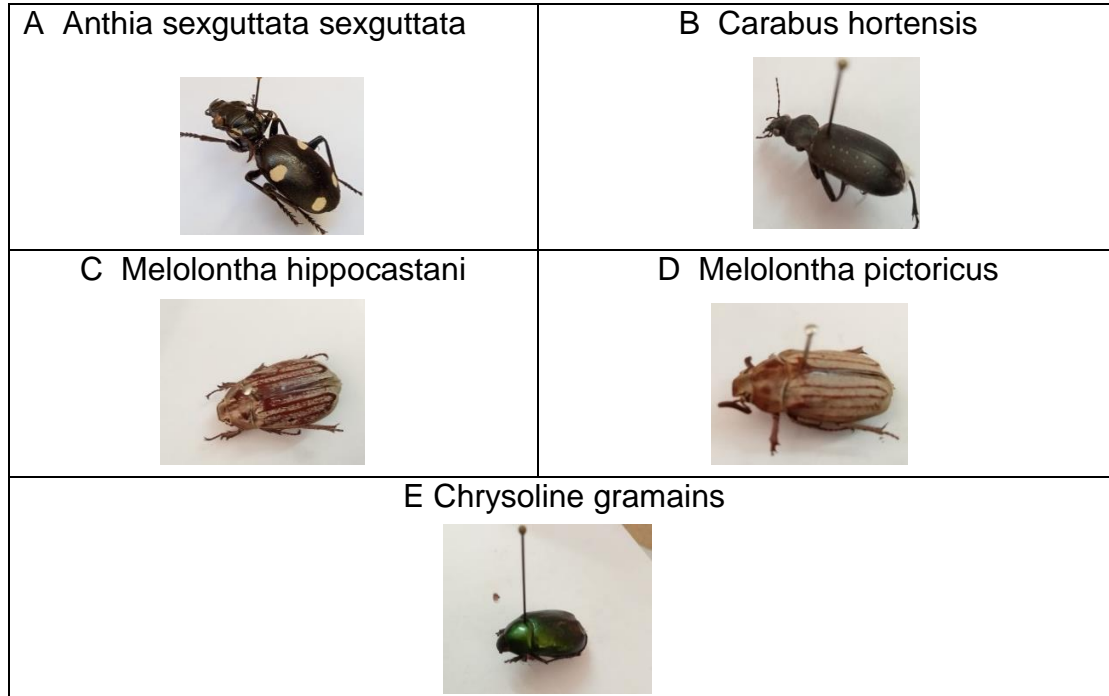 A Anthia sexguttata sexguttata
B Carabus hortensis
C Melolontha hippocastani
D Melolontha pictoricus
E Chrysoline gramains